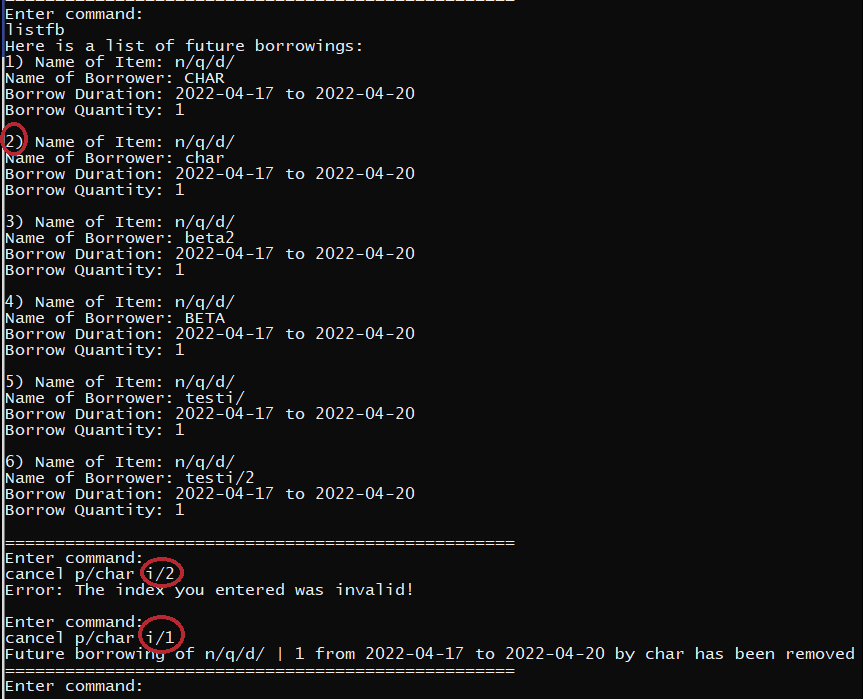 ===================================================
Enter command:
listfb
Here is a list of future borrowings:
1) Name of Item: n/q/d/
Name of Borrower: CHAR
Borrow Duration: 2022-04-17 to 2022-04-20
Borrow Quantity: 1
2) Name of Item: n/q/d/
Name of Borrower: char
Borrow Duration: 2022-04-17 to 2022-04-20
Borrow Quantity: 1
3) Name of Item: n/q/d/
Name of Borrower: beta2
Borrow Duration: 2022-04-17 to 2022-04-20
Borrow Quantity: 1
4) Name of Item: n/q/d/
Name of Borrower: BETA
Borrow Duration: 2022-04-17 to 2022-04-20
Borrow Quantity: 1
5) Name of Item: n/q/d/
Name of Borrower: testi/
Borrow Duration: 2022-04-17 to 2022-04-20
Borrow Quantity: 1
6) Name of Item: n/q/d/
Name of Borrower: testi/2
Borrow Duration: 2022-04-17 to 2022-04-20
Borrow Quantity: 1
===================================================
Enter command:
cancel p/char i/2
Error: The index you entered was invalid!
Enter command:
cancel p/char i/1
Future borrowing of n/q/d/ | 1 from 2022-04-17 to 2022-04-20 by char has been removed
===================================================
Enter command: